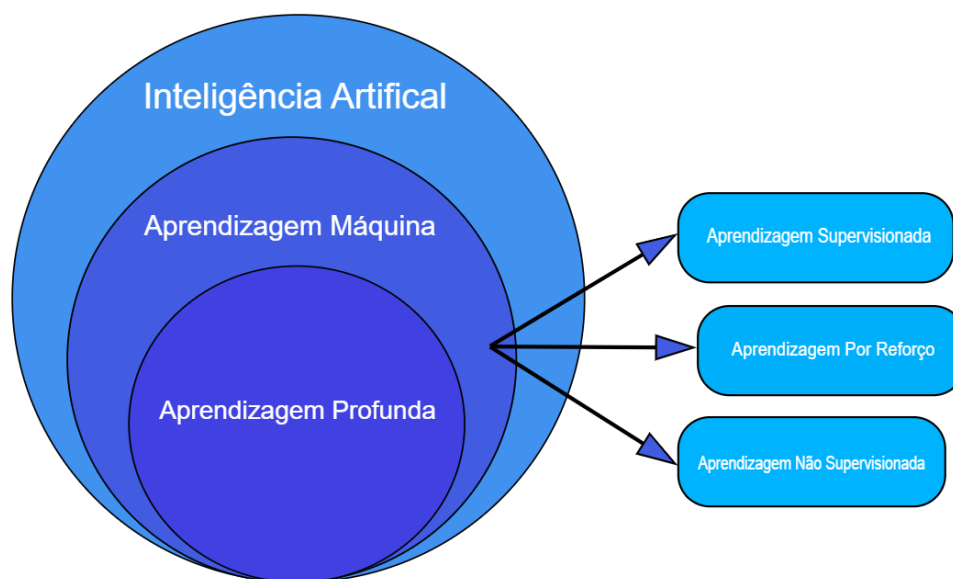 Inteligência Artifical
Aprendizagem Máquina
Aprendizagem Profunda
Aprendizagem Supervisionada
Aprendizagem Por Reforço
Aprendizagem Não Supervisionada